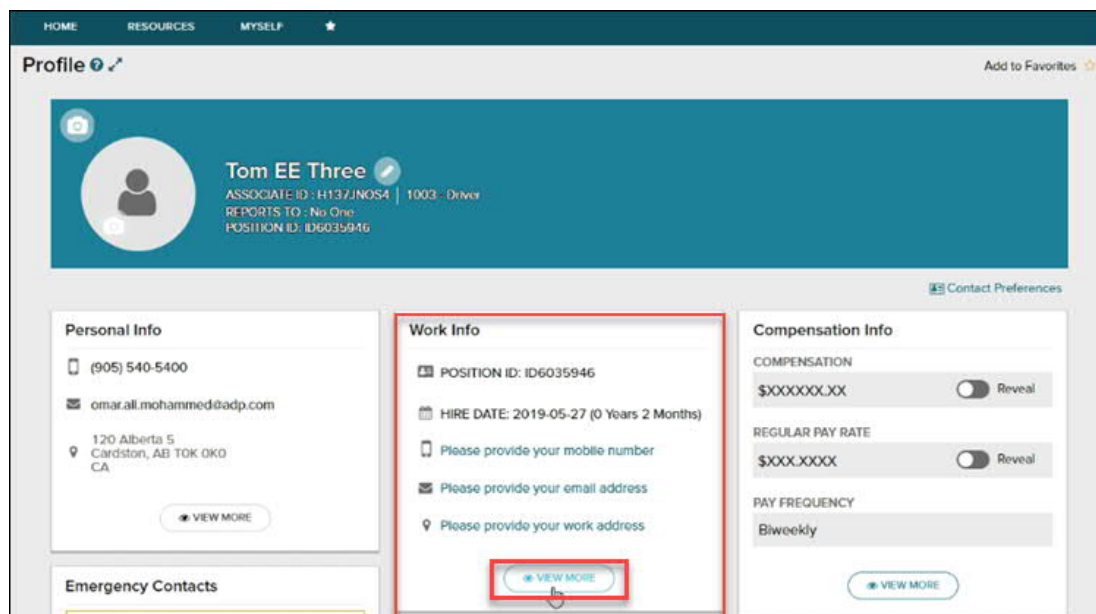 HOME RESOURCES MYSELF
Profile
Add to Favorites
Tom EE Three
ASSOCIATE ID : H137JNOS4 | 1003 - Driver
REPORTS TO : No One
POSITION ID: ID6035946
Contact Preferences
Personal Info
(905) 540-5400
omar.ali.mohammed@adp.com
120 Alberta 5
Cardston, AB T0K 0K0
CA
VIEW MORE
Emergency Contacts
Work Info
POSITION ID: ID6035946
HIRE DATE: 2019-05-27 (0 Years 2 Months)
Please provide your mobile number
Please provide your email address
Please provide your work address
VIEW MORE
Compensation Info
COMPENSATION
$XXXXXX.XX Reveal
REGULAR PAY RATE
$XXX.XXXX Reveal
PAY FREQUENCY
Biweekly
VIEW MORE